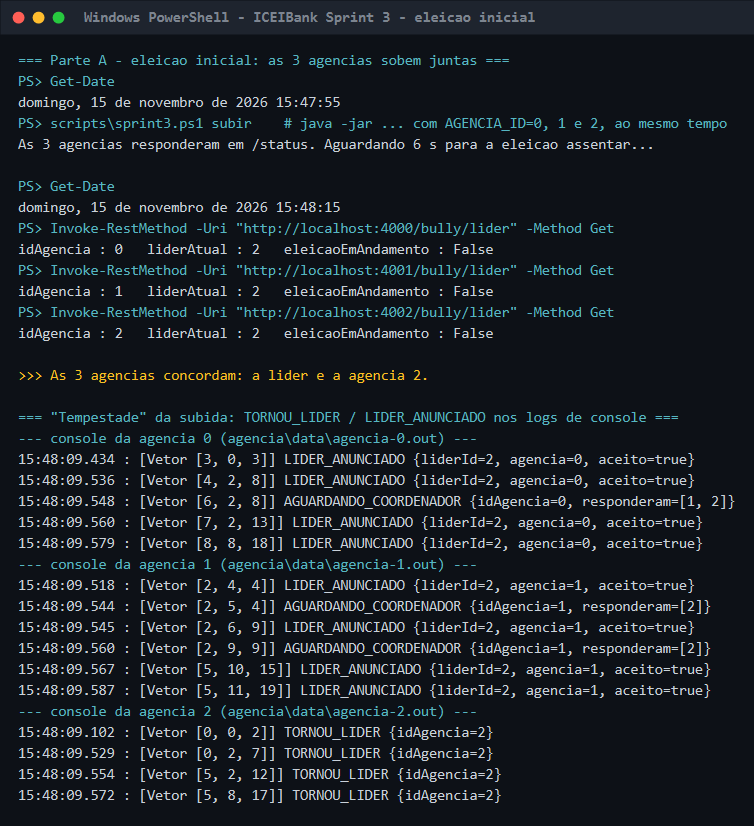 Windows PowerShell - ICEIBank Sprint 3 - eleicao inicial
=== Parte A - eleicao inicial: as 3 agencias sobem juntas ===
PS> Get-Date
domingo, 15 de novembro de 2026 15:47:55
PS> scripts\sprint3.ps1 subir    # java -jar ... com AGENCIA_ID=0, 1 e 2, ao mesmo tempo
As 3 agencias responderam em /status. Aguardando 6 s para a eleicao assentar...
PS> Get-Date
domingo, 15 de novembro de 2026 15:48:15
PS> Invoke-RestMethod -Uri "http://localhost:4000/bully/lider" -Method Get
idAgencia : 0   liderAtual : 2   eleicaoEmAndamento : False
PS> Invoke-RestMethod -Uri "http://localhost:4001/bully/lider" -Method Get
idAgencia : 1   liderAtual : 2   eleicaoEmAndamento : False
PS> Invoke-RestMethod -Uri "http://localhost:4002/bully/lider" -Method Get
idAgencia : 2   liderAtual : 2   eleicaoEmAndamento : False
>>> As 3 agencias concordam: a lider e a agencia 2.
=== "Tempestade" da subida: TORNOU_LIDER / LIDER_ANUNCIADO nos logs de console ===
--- console da agencia 0 (agencia\data\agencia-0.out) ---
15:48:09.434 : [Vetor [3, 0, 3]] LIDER_ANUNCIADO {liderId=2, agencia=0, aceito=true}
15:48:09.536 : [Vetor [4, 2, 8]] LIDER_ANUNCIADO {liderId=2, agencia=0, aceito=true}
15:48:09.548 : [Vetor [6, 2, 8]] AGUARDANDO_COORDENADOR {idAgencia=0, responderam=[1, 2]}
15:48:09.560 : [Vetor [7, 2, 13]] LIDER_ANUNCIADO {liderId=2, agencia=0, aceito=true}
15:48:09.579 : [Vetor [8, 8, 18]] LIDER_ANUNCIADO {liderId=2, agencia=0, aceito=true}
--- console da agencia 1 (agencia\data\agencia-1.out) ---
15:48:09.518 : [Vetor [2, 4, 4]] LIDER_ANUNCIADO {liderId=2, agencia=1, aceito=true}
15:48:09.544 : [Vetor [2, 5, 4]] AGUARDANDO_COORDENADOR {idAgencia=1, responderam=[2]}
15:48:09.545 : [Vetor [2, 6, 9]] LIDER_ANUNCIADO {liderId=2, agencia=1, aceito=true}
15:48:09.560 : [Vetor [2, 9, 9]] AGUARDANDO_COORDENADOR {idAgencia=1, responderam=[2]}
15:48:09.567 : [Vetor [5, 10, 15]] LIDER_ANUNCIADO {liderId=2, agencia=1, aceito=true}
15:48:09.587 : [Vetor [5, 11, 19]] LIDER_ANUNCIADO {liderId=2, agencia=1, aceito=true}
--- console da agencia 2 (agencia\data\agencia-2.out) ---
15:48:09.102 : [Vetor [0, 0, 2]] TORNOU_LIDER {idAgencia=2}
15:48:09.529 : [Vetor [0, 2, 7]] TORNOU_LIDER {idAgencia=2}
15:48:09.554 : [Vetor [5, 2, 12]] TORNOU_LIDER {idAgencia=2}
15:48:09.572 : [Vetor [5, 8, 17]] TORNOU_LIDER {idAgencia=2}